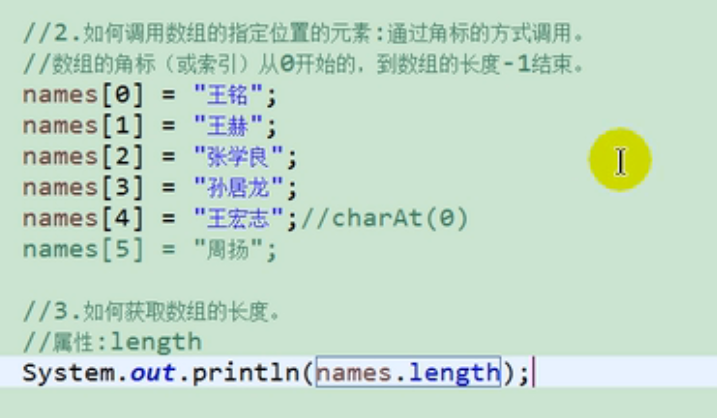 //2.如何调用数组的指定位置的元素:通过角标的方式调用。
//数组的角标（或索引）从0开始的，到数组的长度-1结束。
names[0] = "王铭";
names[1] = "王赫";
names[2] = "张学良";
names[3] = "孙居龙";
names[4] = "王宏志";//charAt(0)
names[5] = "周扬";
//3.如何获取数组的长度。
//属性:length
System.out.println(names.length);